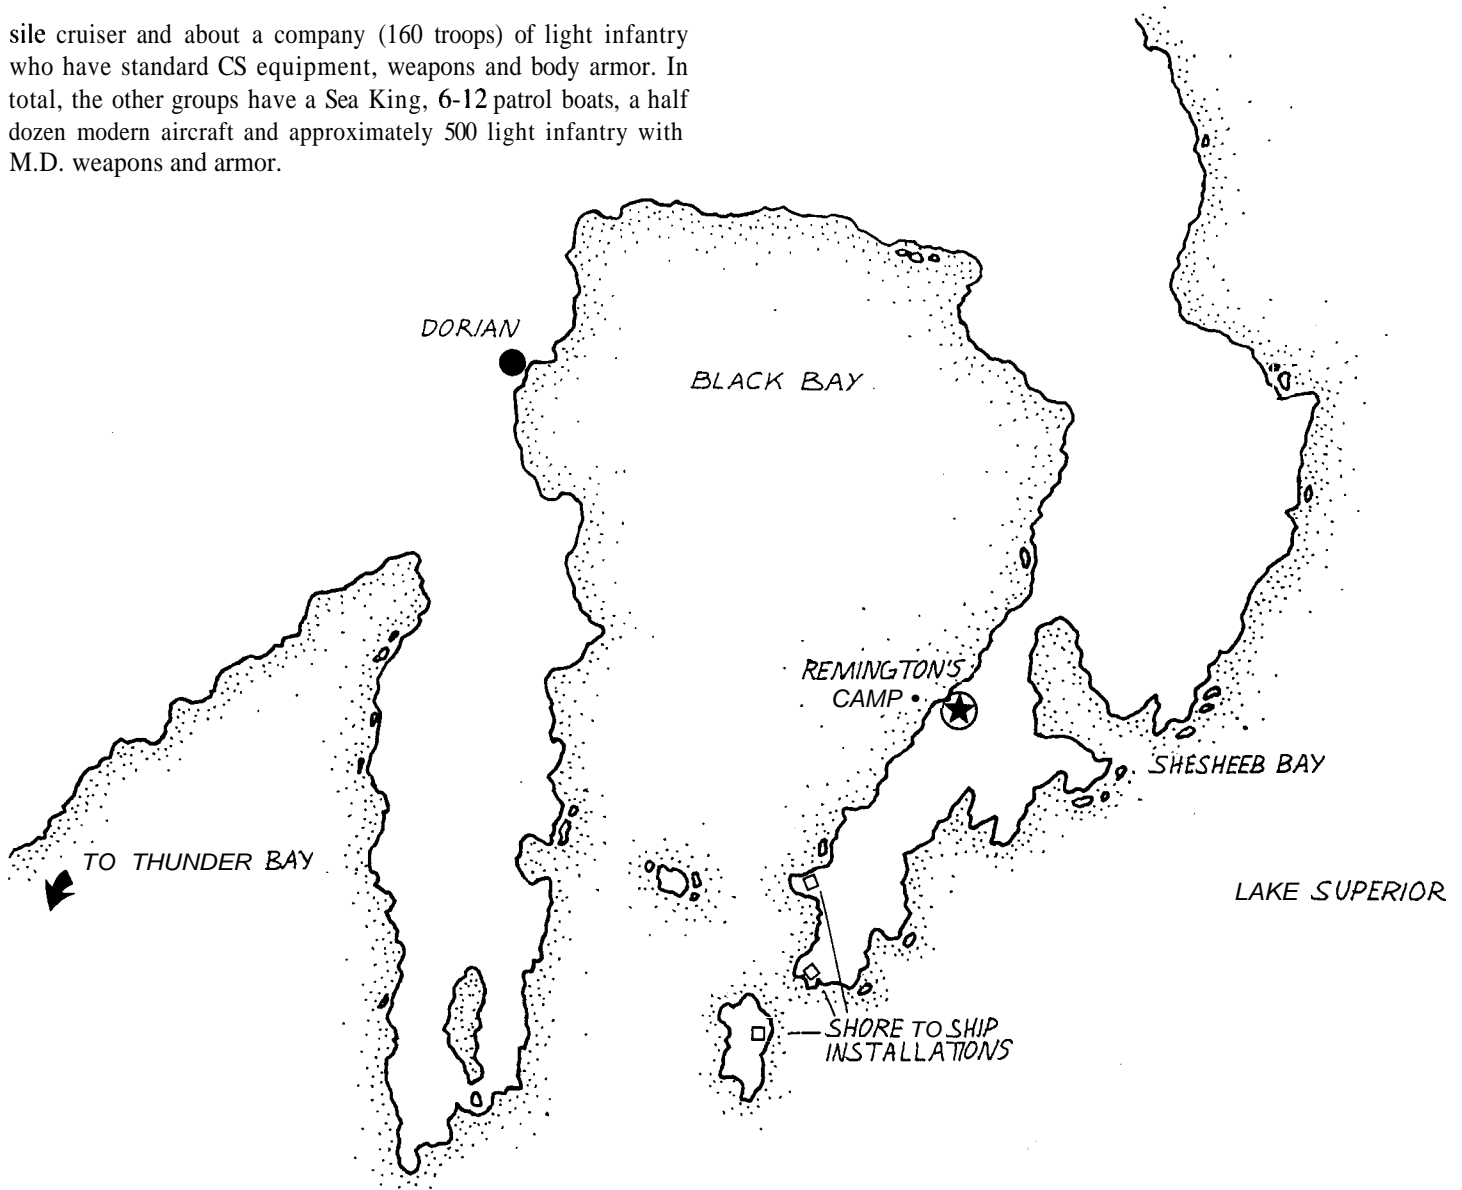 sile cruiser and about a company (160 troops) of light infantry
who have standard CS equipment, weapons and body armor. In
total, the other groups have a Sea King, 6-12 patrol boats, a half
dozen modern aircraft and approximately 500 light infantry with
M.D. weapons and armor.
DORIAN
BLACK BAY
REMINGTON'S
CAMP
SHESHEEB BAY
TO THUNDER BAY
LAKE SUPERIOR
SHORE TO SHIP
INSTALLATIONS